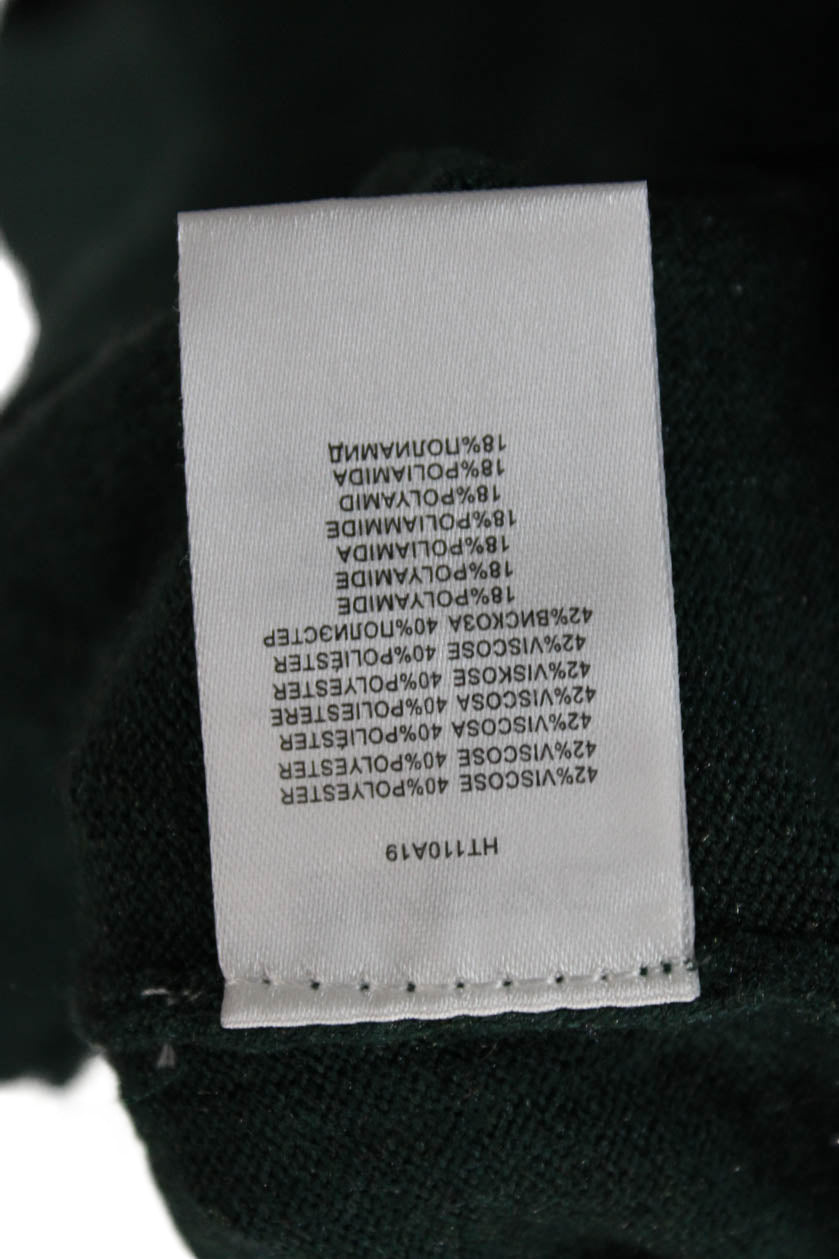 HT110A19
42%VISCOSE 40%POLYESTER
42%VISCOSE 40%POLYESTER
42%VISCOSA 40%POLIÉSTER
42%VISCOSA 40%POLIESTERE
42%VISKOSE 40%POLYESTER
42%VISCOSE 40%POLIÉSTER
42%ВИСКОЗА 40%ПОЛИЭСТЕР
18%POLYAMIDE
18%POLYAMIDE
18%POLIAMIDA
18%POLIAMMIDE
18%POLYAMID
18%POLIAMIDA
18%ПОЛИАМИД